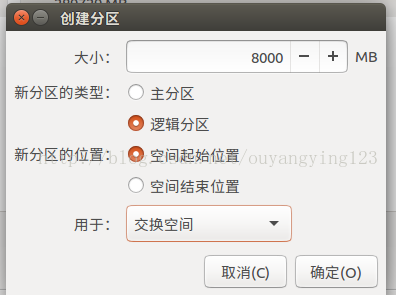 创建分区
大小： 8000 MB
新分区的类型： 主分区
逻辑分区
新分区的位置： 空间起始位置
http://blog.csdn.net/ouyangying123
空间结束位置
用于： 交换空间
取消(C) 确定(O)